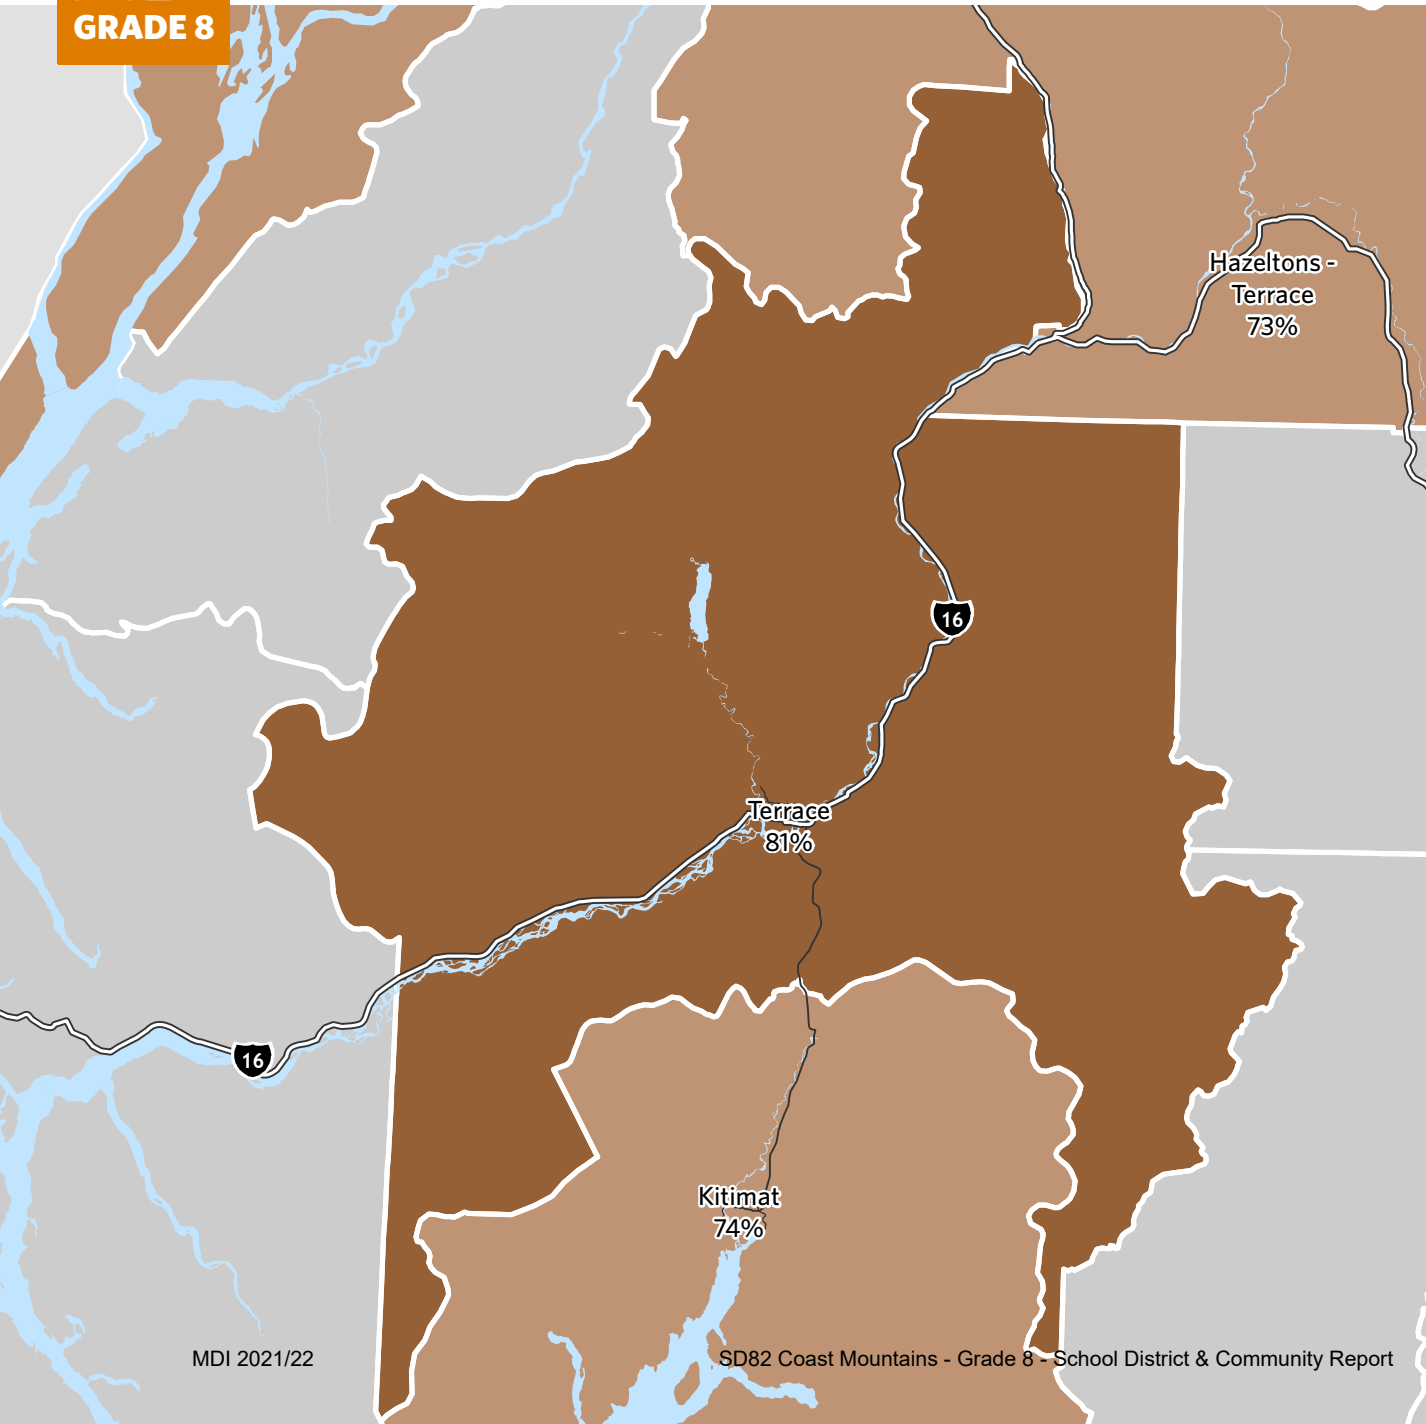 GRADE 8
Hazeltons -
Terrace
73%
16
Terrace
81%
16
Kitimat
74%
MDI 2021/22
SD82 Coast Mountains - Grade 8 - School District & Community Report